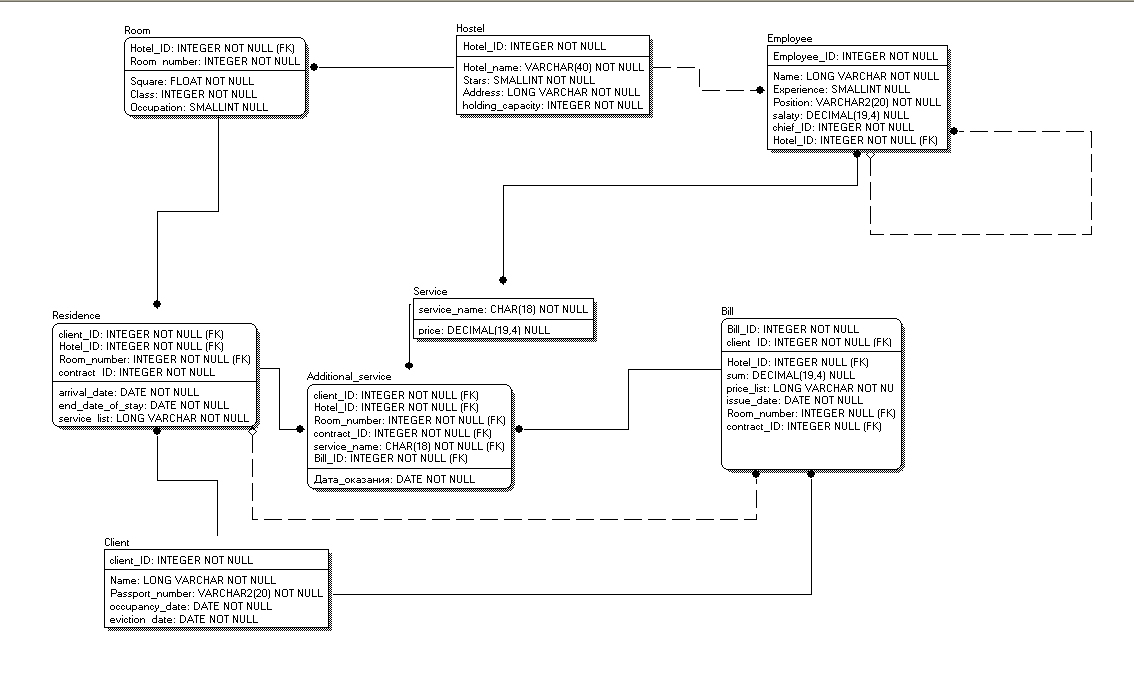 Room
Hotel_ID: INTEGER NOT NULL (FK)
Room_number: INTEGER NOT NULL
Square: FLOAT NOT NULL
Class: INTEGER NOT NULL
Occupation: SMALLINT NULL
Hostel
Hotel_ID: INTEGER NOT NULL
Hotel_name: VARCHAR(40) NOT NULL
Stars: SMALLINT NOT NULL
Address: LONG VARCHAR NOT NULL
holding_capacity: INTEGER NOT NULL
Employee
Employee_ID: INTEGER NOT NULL
Name: LONG VARCHAR NOT NULL
Experience: SMALLINT NULL
Position: VARCHAR2(20) NOT NULL
salaty: DECIMAL(19,4) NULL
chief_ID: INTEGER NOT NULL
Hotel_ID: INTEGER NOT NULL (FK)
Service
service_name: CHAR(18) NOT NULL
price: DECIMAL(19,4) NULL
Residence
client_ID: INTEGER NOT NULL (FK)
Hotel_ID: INTEGER NOT NULL (FK)
Room_number: INTEGER NOT NULL (FK)
contract_ID: INTEGER NOT NULL
arrival_date: DATE NOT NULL
end_date_of_stay: DATE NOT NULL
service_list: LONG VARCHAR NOT NULL
Additional_service
client_ID: INTEGER NOT NULL (FK)
Hotel_ID: INTEGER NOT NULL (FK)
Room_number: INTEGER NOT NULL (FK)
contract_ID: INTEGER NOT NULL (FK)
service_name: CHAR(18) NOT NULL (FK)
Bill_ID: INTEGER NOT NULL (FK)
Дата_оказания: DATE NOT NULL
Bill
Bill_ID: INTEGER NOT NULL
client_ID: INTEGER NOT NULL (FK)
Hotel_ID: INTEGER NULL (FK)
sum: DECIMAL(19,4) NULL
price_list: LONG VARCHAR NOT NU
issue_date: DATE NOT NULL
Room_number: INTEGER NULL (FK)
contract_ID: INTEGER NULL (FK)
Client
client_ID: INTEGER NOT NULL
Name: LONG VARCHAR NOT NULL
Passport_number: VARCHAR2(20) NOT NULL
occupancy_date: DATE NOT NULL
eviction_date: DATE NOT NULL